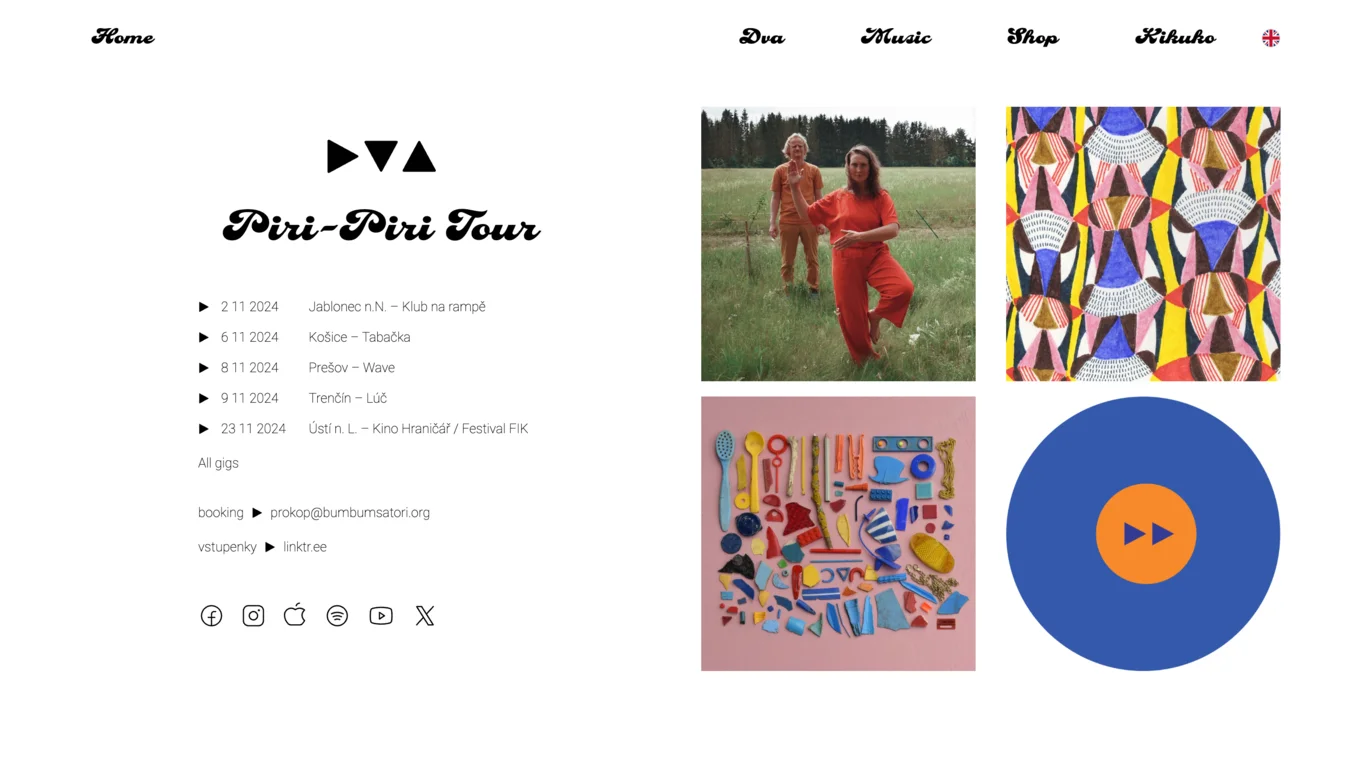 Home
Dva
Music
Shop
Kikuko
Piri-Piri Tour
2 11 2024 Jablonec n.N. – Klub na rampě
6 11 2024 Košice – Tabačka
8 11 2024 Prešov – Wave
9 11 2024 Trenčín – Lúč
23 11 2024 Ústí n. L. – Kino Hraničář / Festival FIK
All gigs
booking ▶ prokop@bumbumsatori.org
vstupenky ▶ linktr.ee